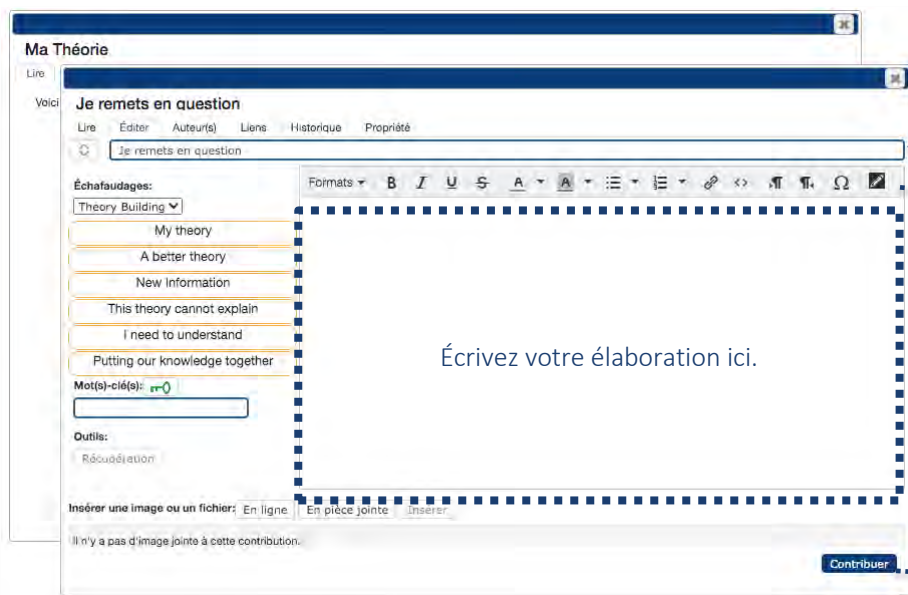 Ma Théorie
Lire
Voici
Je remets en question
Lire Éditer Auteur(s) Liens Historique Propriété
Je remets en question
Échafaudages:
Theory Building
My theory
A better theory
New Information
This theory cannot explain
I need to understand
Putting our knowledge together
Mot(s)-clé(s):
Outils:
Récupération
Formats B I U S A A Ω
Écrivez votre élaboration ici.
Insérer une image ou un fichier: En ligne En pièce jointe Insérer
Il n'y a pas d'image jointe à cette contribution.
Contribuer